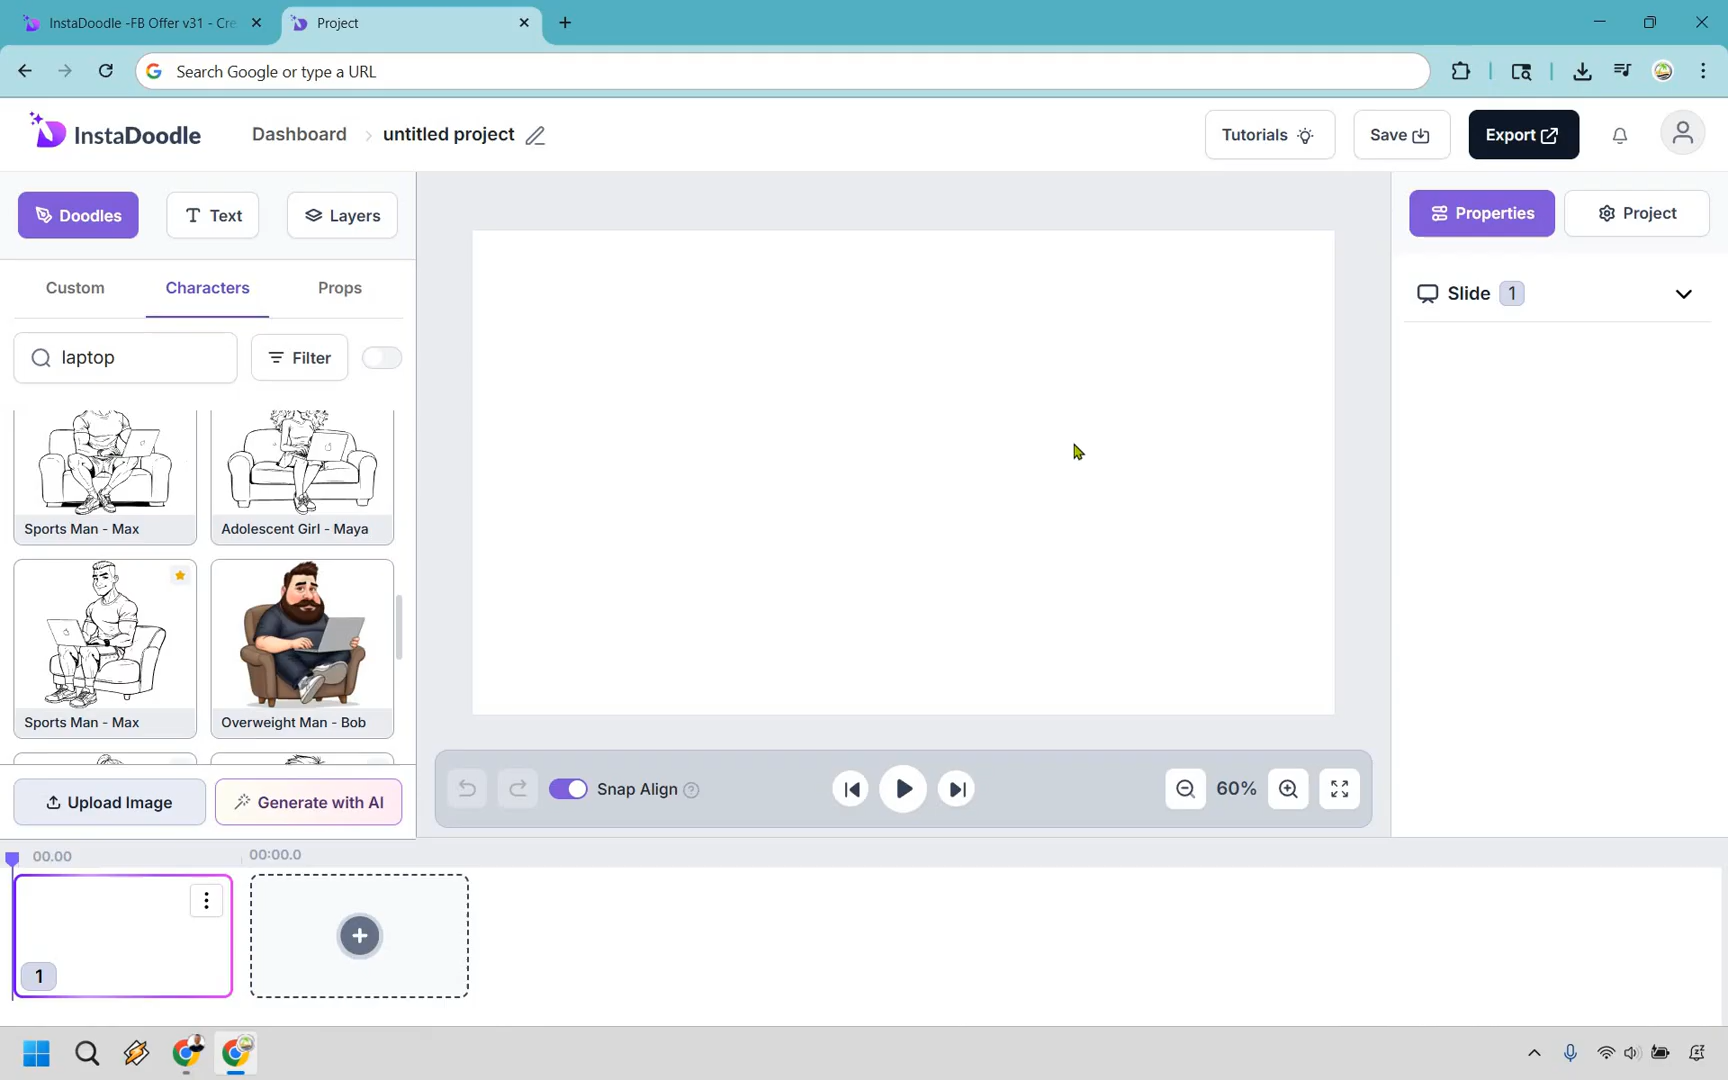 InstaDoodle -FB Offer v31 - Cre
Project
Search Google or type a URL
InstaDoodle
Dashboard
untitled project
Tutorials
Save
Export
Doodles
Text
Layers
Properties
Project
Custom
Characters
Props
Slide 1
laptop
Filter
Sports Man - Max
Adolescent Girl - Maya
Sports Man - Max
Overweight Man - Bob
Upload Image
Generate with AI
Snap Align
60%
00.00
00:00.0
1